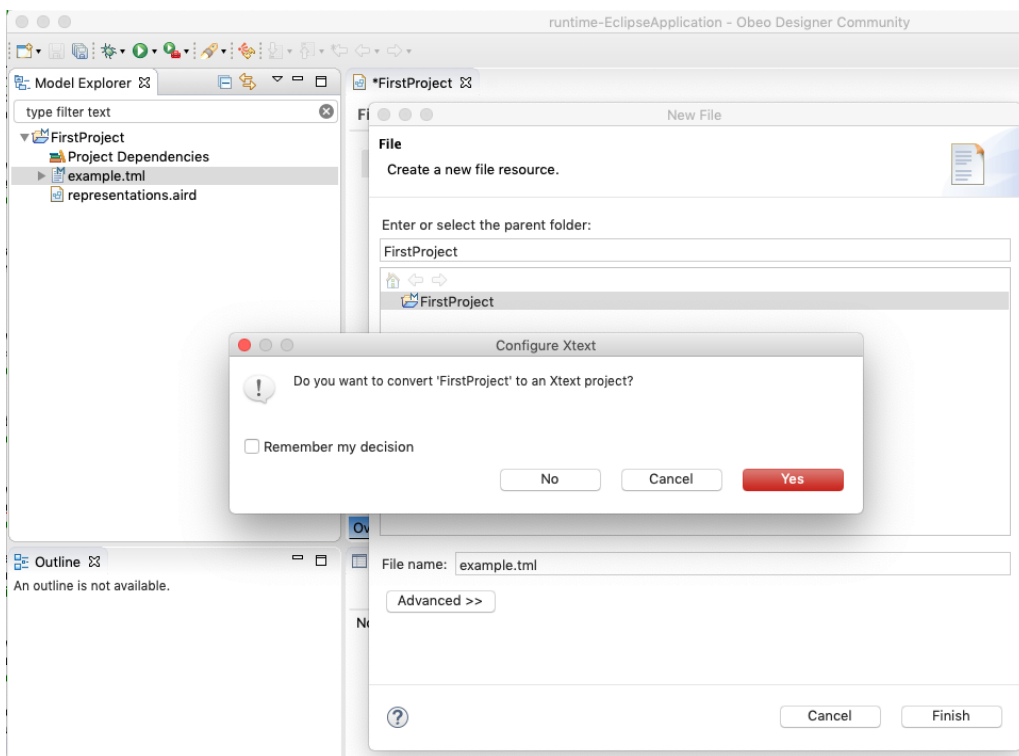 runtime-EclipseApplication - Obeo Designer Community
Model Explorer
type filter text
FirstProject
Project Dependencies
example.tml
representations.aird
*FirstProject
Fi
New File
File
Create a new file resource.
Enter or select the parent folder:
FirstProject
FirstProject
Configure Xtext
Do you want to convert 'FirstProject' to an Xtext project?
Remember my decision
No Cancel Yes
Ov
Outline
An outline is not available.
File name: example.tml
Advanced >>
No
Cancel Finish